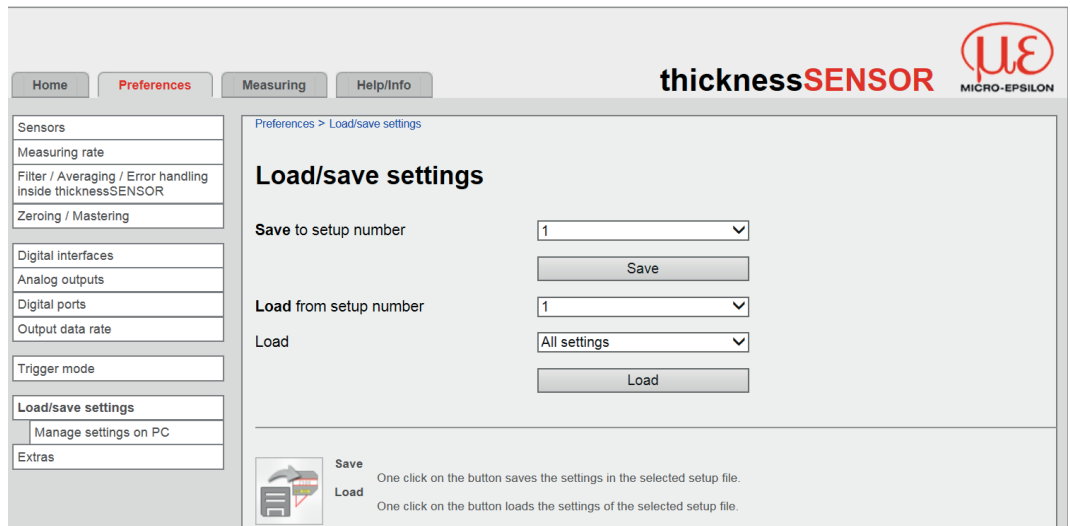 Home
Preferences
Measuring
Help/Info
thicknessSENSOR
με
MICRO-EPSILON
Sensors
Measuring rate
Filter / Averaging / Error handling
inside thicknessSENSOR
Zeroing / Mastering
Digital interfaces
Analog outputs
Digital ports
Output data rate
Trigger mode
Load/save settings
Manage settings on PC
Extras
Preferences > Load/save settings
Load/save settings
Save to setup number
1
Save
Load from setup number
1
Load
All settings
Load
Save
One click on the button saves the settings in the selected setup file.
Load
One click on the button loads the settings of the selected setup file.